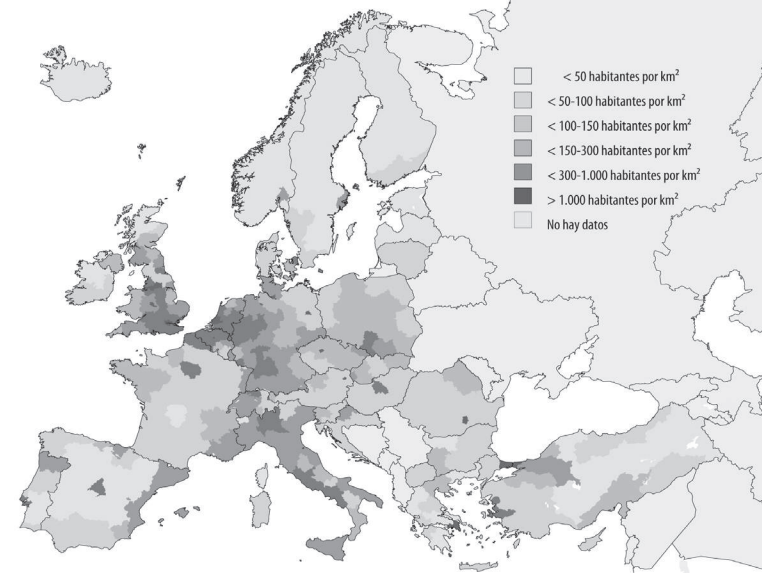 < 50 habitantes por km²
< 50-100 habitantes por km²
< 100-150 habitantes por km²
< 150-300 habitantes por km²
< 300-1.000 habitantes por km²
> 1.000 habitantes por km²
No hay datos